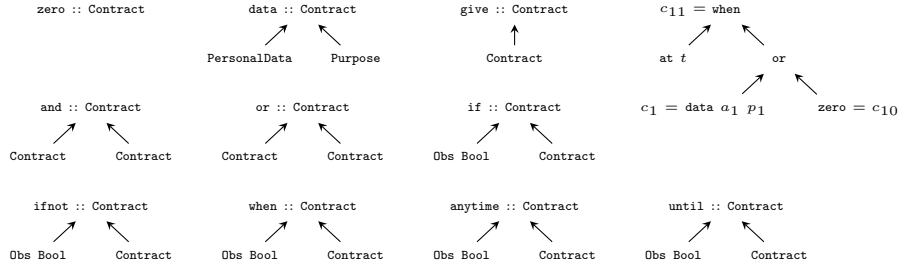 zero :: Contract data :: Contract give :: Contract c₁₁ = when
PersonalData Purpose Contract at t or
and :: Contract or :: Contract if :: Contract c₁ = data a₁ p₁ zero = c₁₀
Contract Contract Contract Contract Obs Bool Contract
ifnot :: Contract when :: Contract anytime :: Contract until :: Contract
Obs Bool Contract Obs Bool Contract Obs Bool Contract Obs Bool Contract